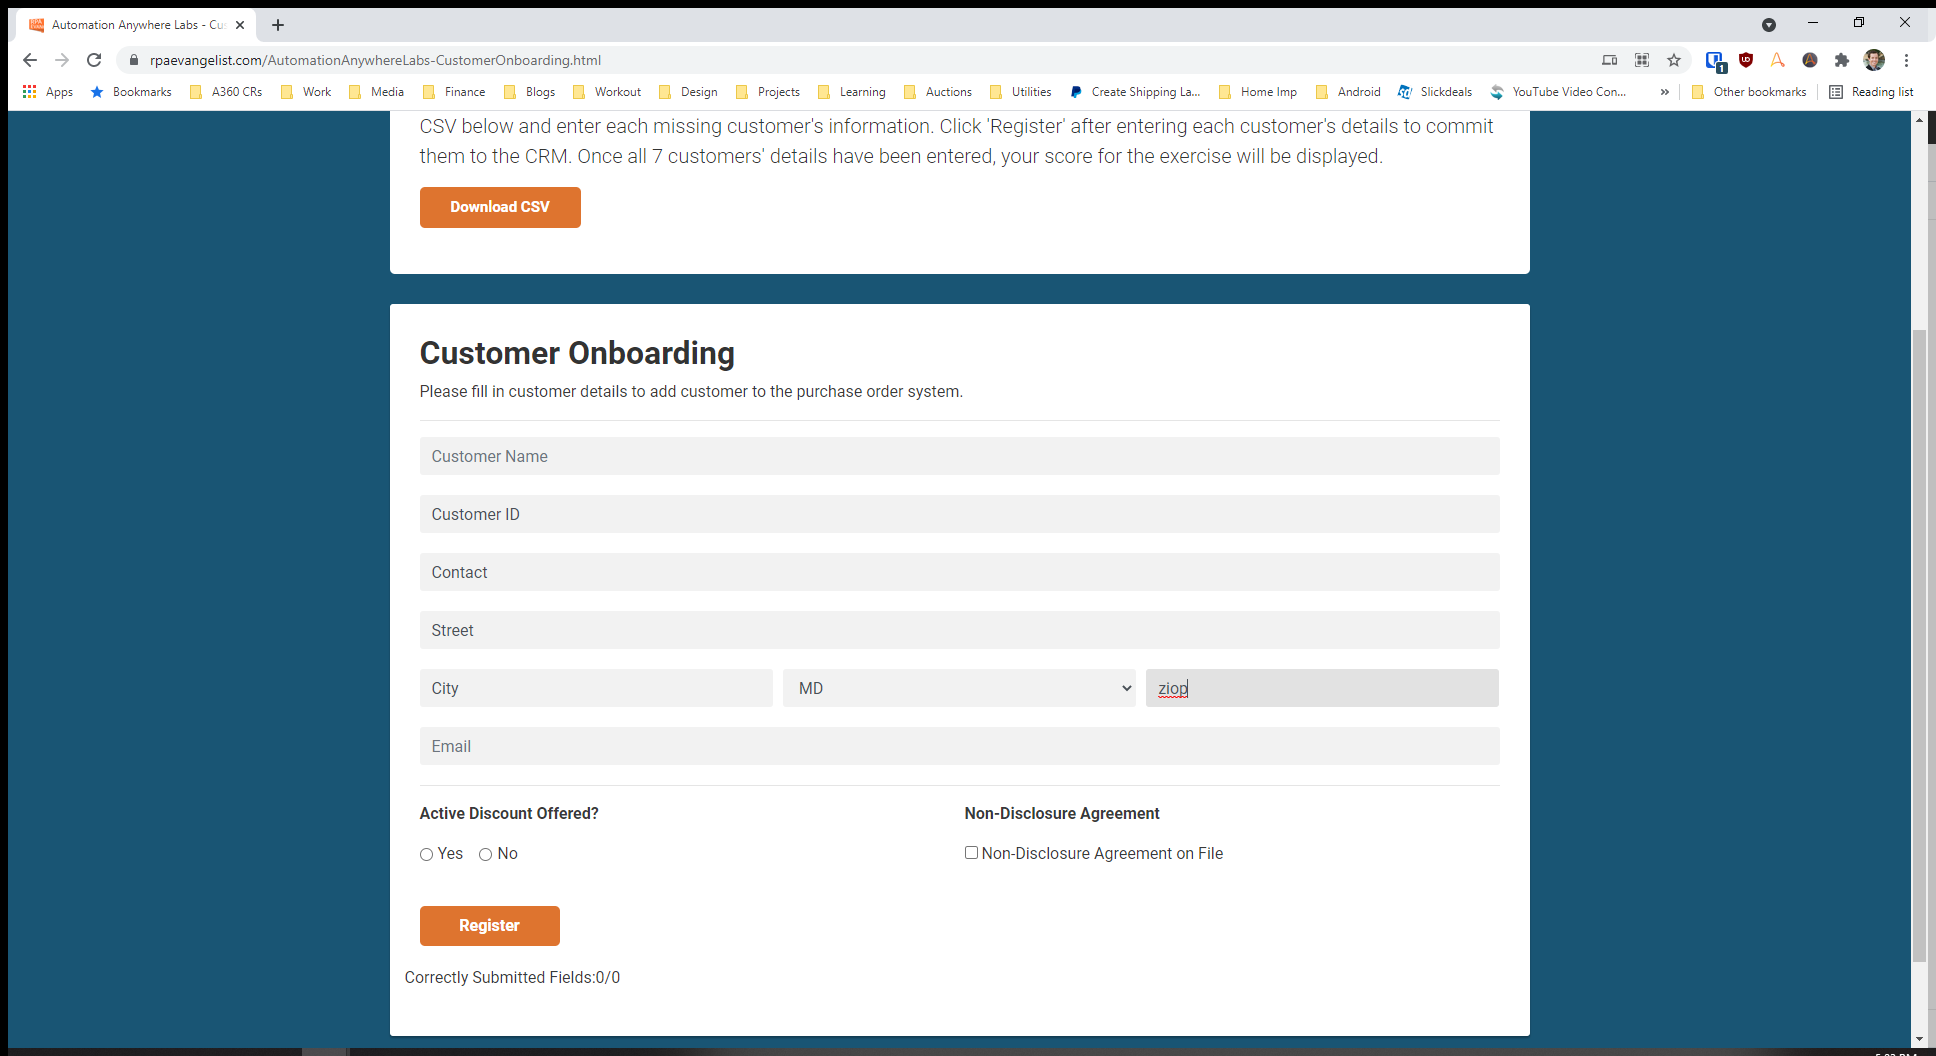 Automation Anywhere Labs - Cu
rpaevangelist.com/AutomationAnywhereLabs-CustomerOnboarding.html
1
Apps Bookmarks A360 CRs Work Media Finance Blogs Workout Design Projects Learning Auctions Utilities Create Shipping La... Home Imp Android Slickdeals YouTube Video Con... » Other bookmarks Reading list
CSV below and enter each missing customer's information. Click 'Register' after entering each customer's details to commit
them to the CRM. Once all 7 customers' details have been entered, your score for the exercise will be displayed.
Download CSV
Customer Onboarding
Please fill in customer details to add customer to the purchase order system.
Customer Name
Customer ID
Contact
Street
City MD ziop
Email
Active Discount Offered? Non-Disclosure Agreement
Yes No Non-Disclosure Agreement on File
Register
Correctly Submitted Fields:0/0